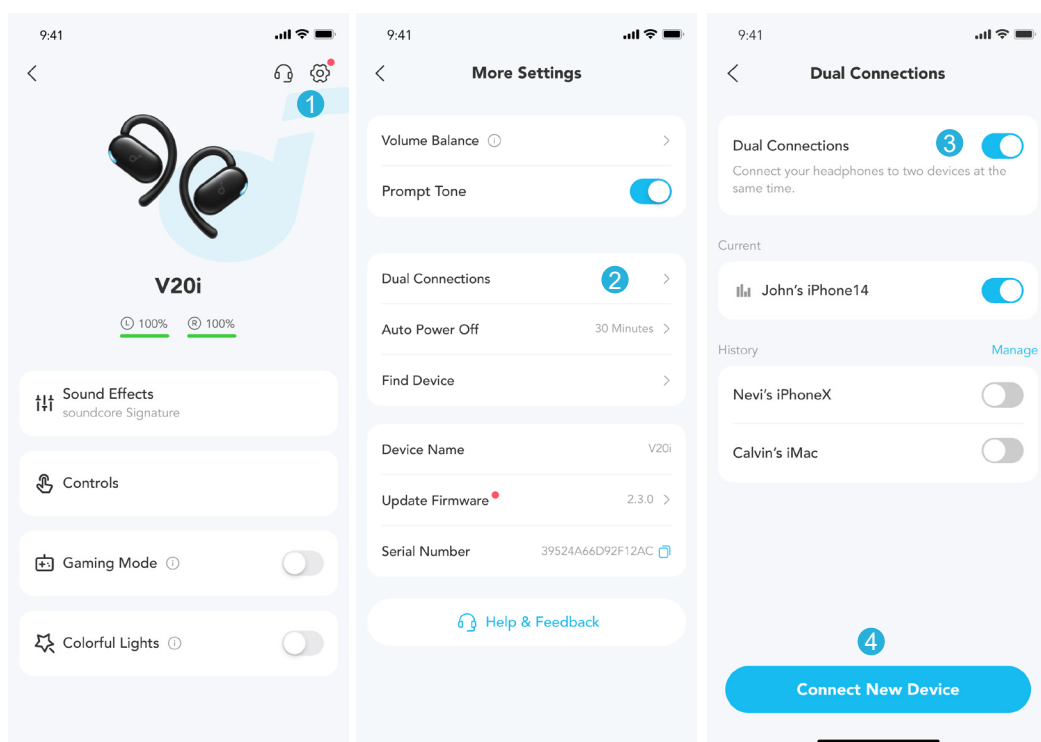 9:41
1
V20i
L 100% R 100%
Sound Effects
soundcore Signature
Controls
Gaming Mode
Colorful Lights
9:41
More Settings
Volume Balance
Prompt Tone
Dual Connections 2
Auto Power Off 30 Minutes
Find Device
Device Name V20i
Update Firmware 2.3.0
Serial Number 39524A66D92F12AC
Help & Feedback
9:41
Dual Connections
Dual Connections 3
Connect your headphones to two devices at the
same time.
Current
John's iPhone14
History Manage
Nevi's iPhoneX
Calvin's iMac
4
Connect New Device